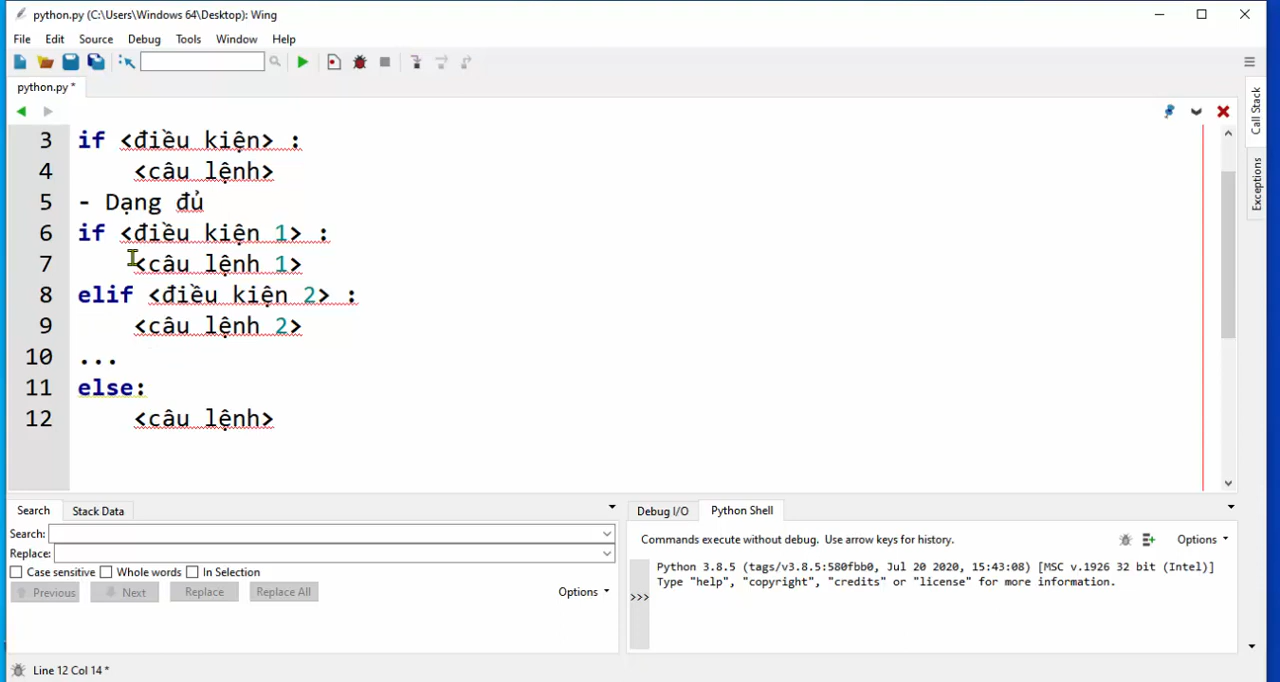 python.py (C:\Users\Windows 64\Desktop): Wing
File Edit Source Debug Tools Window Help
python.py *
3 if <điều kiện> :
4 <câu lệnh>
5 - Dạng đủ
6 if <điều kiện 1> :
7 <câu lệnh 1>
8 elif <điều kiện 2> :
9 <câu lệnh 2>
10 ...
11 else:
12 <câu lệnh>
Call Stack
Exceptions
Search Stack Data
Search:
Replace:
Case sensitive Whole words In Selection
Previous Next Replace Replace All Options
Debug I/O Python Shell
Commands execute without debug. Use arrow keys for history. Options
Python 3.8.5 (tags/v3.8.5:580fbb0, Jul 20 2020, 15:43:08) [MSC v.1926 32 bit (Intel)]
Type "help", "copyright", "credits" or "license" for more information.
>>>
Line 12 Col 14 *